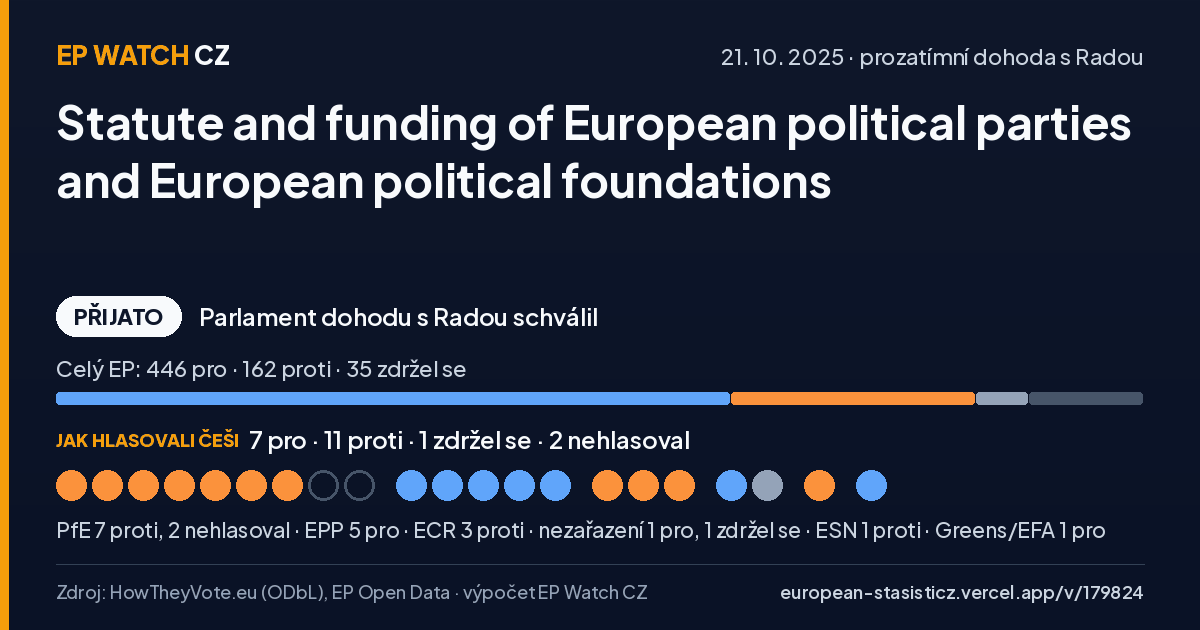 EP WATCH CZ
21. 10. 2025 · prozatímní dohoda s Radou
Statute and funding of European political parties
and European political foundations
PŘIJATO Parlament dohodu s Radou schválil
Celý EP: 446 pro · 162 proti · 35 zdržel se
JAK HLASOVALI ČEŠI 7 pro · 11 proti · 1 zdržel se · 2 nehlasoval
PfE 7 proti, 2 nehlasoval · EPP 5 pro · ECR 3 proti · nezařazení 1 pro, 1 zdržel se · ESN 1 proti · Greens/EFA 1 pro
Zdroj: HowTheyVote.eu (ODbL), EP Open Data · výpočet EP Watch CZ
european-stasisticz.vercel.app/v/179824